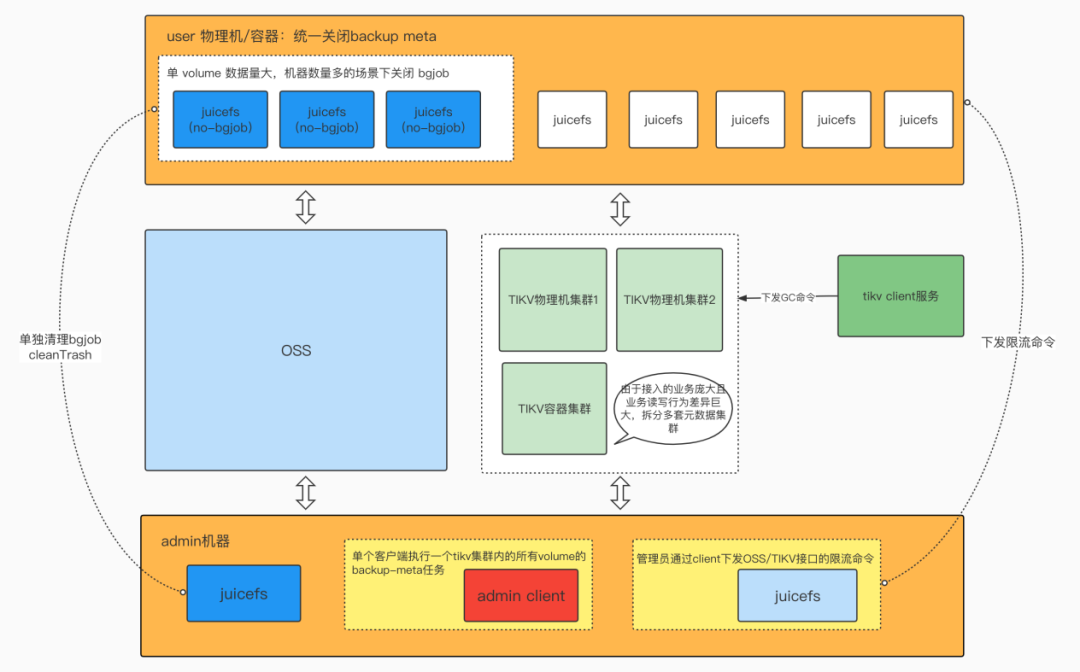 user 物理机/容器：统一关闭backup meta
单 volume 数据量大，机器数量多的场景下关闭 bgjob
juicefs
(no-bgjob)
juicefs
(no-bgjob)
juicefs
(no-bgjob)
juicefs
juicefs
juicefs
juicefs
juicefs
单独清理bgjob
cleanTrash
OSS
TIKV物理机集群1
TIKV物理机集群2
TIKV容器集群
由于接入的业务庞大且
业务读写行为差异巨
大，拆分多套元数据集
群
下发GC命令
tikv client服务
下发限流命令
admin机器
juicefs
单个客户端执行一个tikv集群内的所有volume的
backup-meta任务
admin client
管理员通过client下发OSS/TIKV接口的限流命令
juicefs